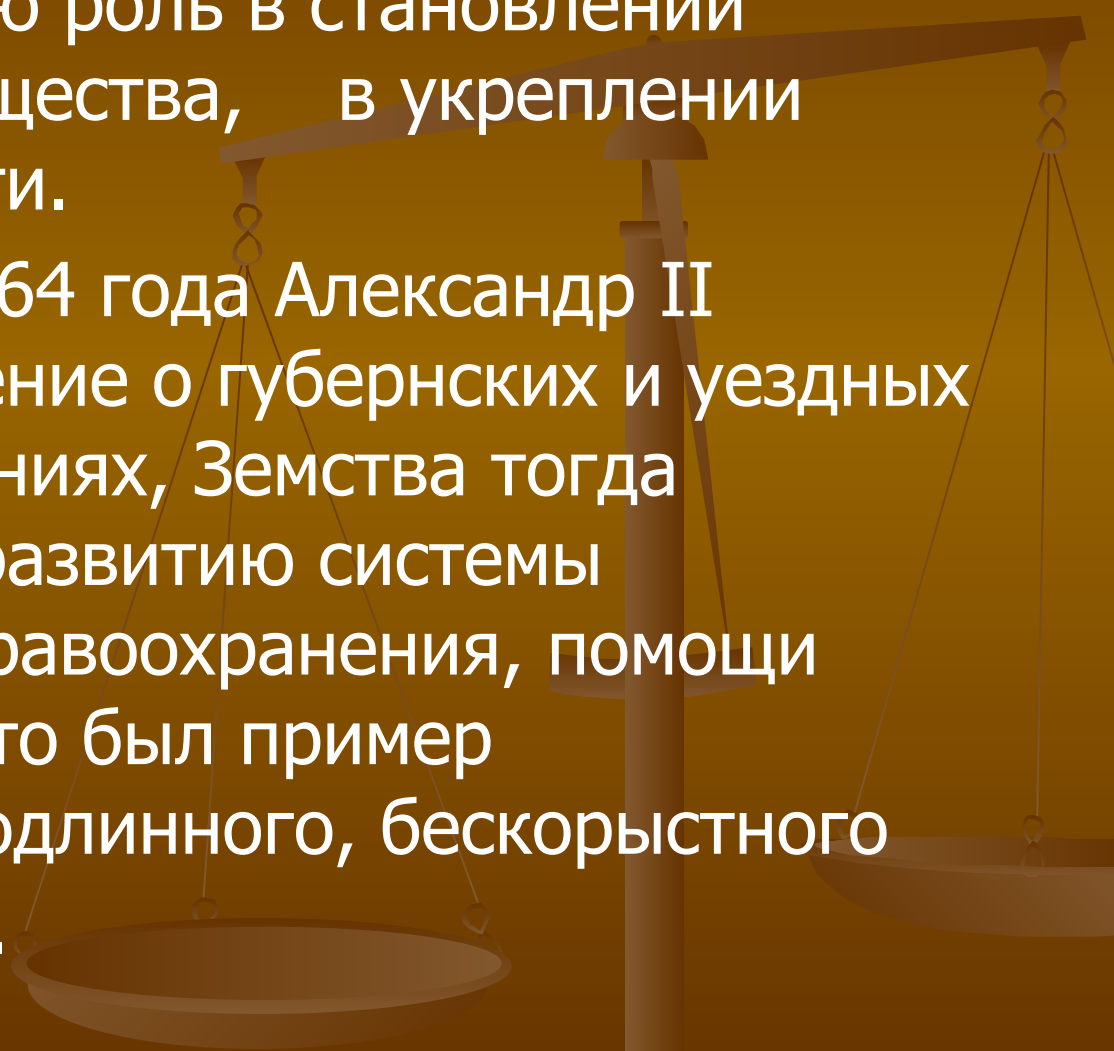 ю роль в становлении
щества, в укреплении
ти.
64 года Александр II
ение о губернских и уездных
ниях, Земства тогда
развитию системы
равоохранения, помощи
то был пример
одлинного, бескорыстного
.